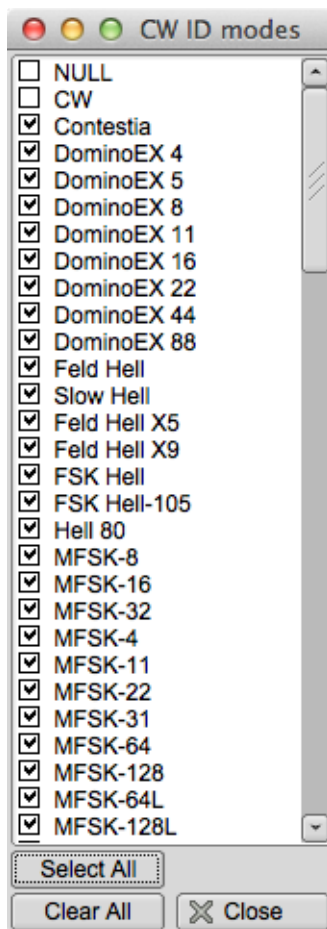 CW ID modes
NULL
CW
Contestia
DominoEX 4
DominoEX 5
DominoEX 8
DominoEX 11
DominoEX 16
DominoEX 22
DominoEX 44
DominoEX 88
Feld Hell
Slow Hell
Feld Hell X5
Feld Hell X9
FSK Hell
FSK Hell-105
Hell 80
MFSK-8
MFSK-16
MFSK-32
MFSK-4
MFSK-11
MFSK-22
MFSK-31
MFSK-64
MFSK-128
MFSK-64L
MFSK-128L
Select All
Clear All Close